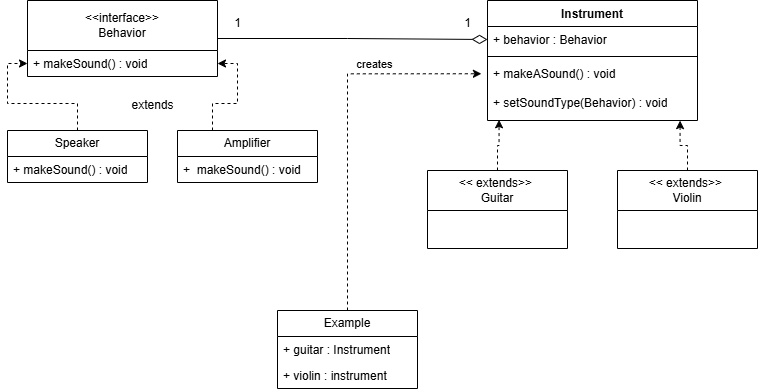 <<interface>>
Behavior
+ makeSound() : void
1
1
Instrument
+ behavior : Behavior
+ makeASound() : void
+ setSoundType(Behavior) : void
creates
extends
Speaker
+ makeSound() : void
Amplifier
+ makeSound() : void
<< extends>>
Guitar
<< extends>>
Violin
Example
+ guitar : Instrument
+ violin : instrument